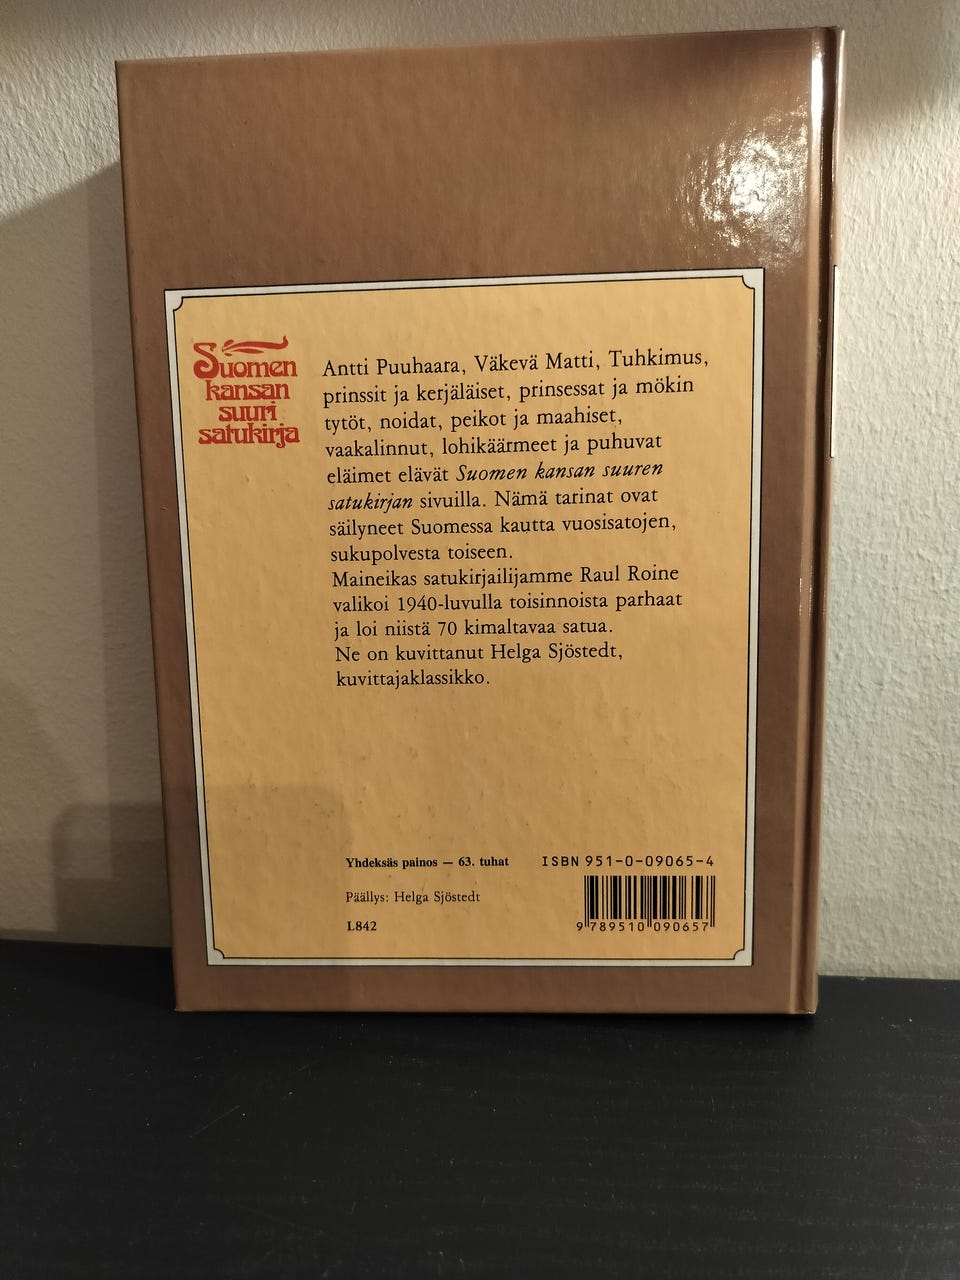 Suomen
kansan
suuri
satukirja
Antti Puuhaara, Väkevä Matti, Tuhkimus,
prinssit ja kerjäläiset, prinsessat ja mökin
tytöt, noidat, peikot ja maahiset,
vaakalinnut, lohikäärmeet ja puhuvat
eläimet elävät Suomen kansan suuren
satukirjan sivuilla. Nämä tarinat ovat
säilyneet Suomessa kautta vuosisatojen,
sukupolvesta toiseen.
Maineikas satukirjailijamme Raul Roine
valikoi 1940-luvulla toisinnoista parhaat
ja loi niistä 70 kimaltavaa satua.
Ne on kuvittanut Helga Sjöstedt,
kuvittajaklassikko.
Yhdeksäs painos — 63. tuhat
ISBN 951-0-09065-4
Päällys: Helga Sjöstedt
L842
9 789510 090657